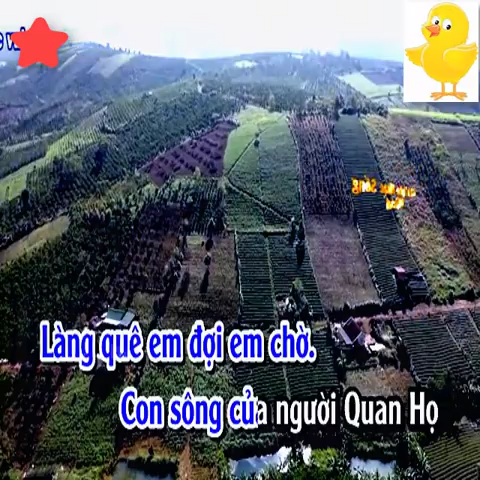 Làng quê em đợi em chờ.
Con sông của người Quan Họ